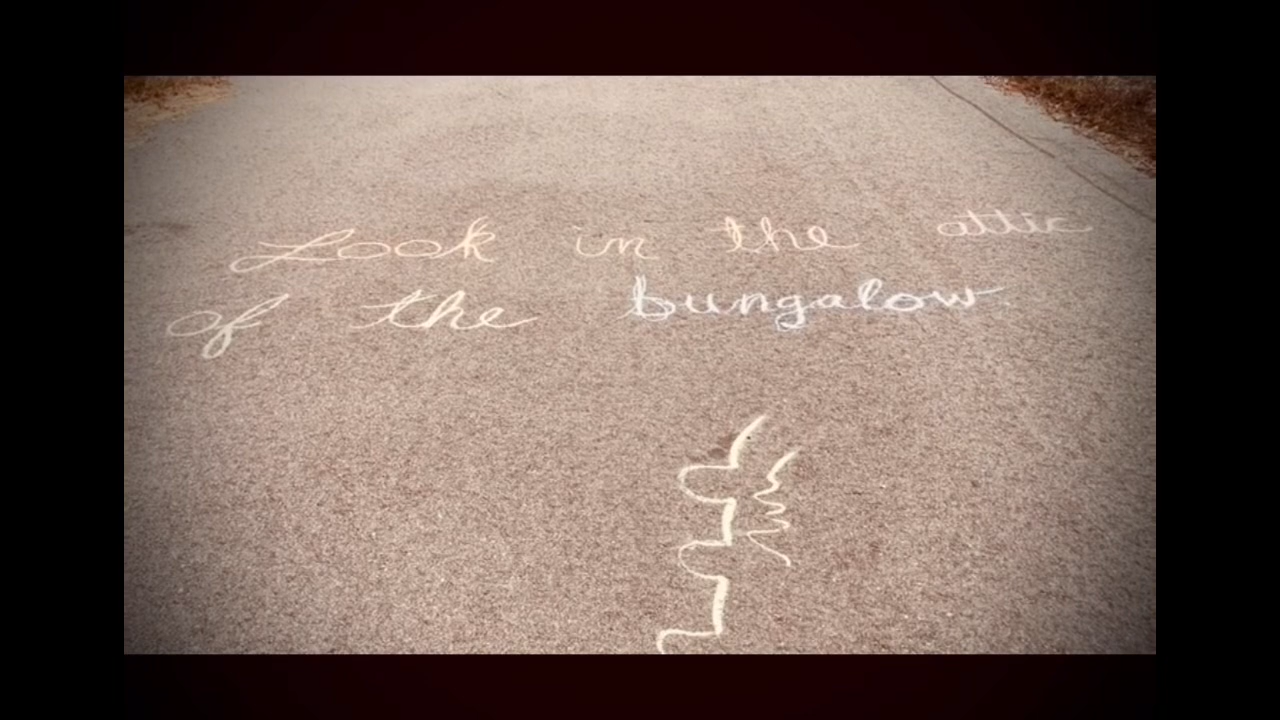 Look in the attic
of the bungalow